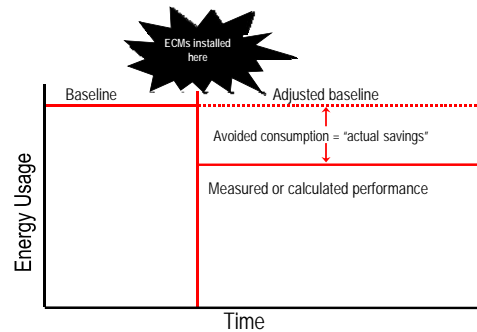 ECMs installed
here
Baseline
Adjusted baseline
Avoided consumption = “actual savings”
Measured or calculated performance
Energy Usage
Time